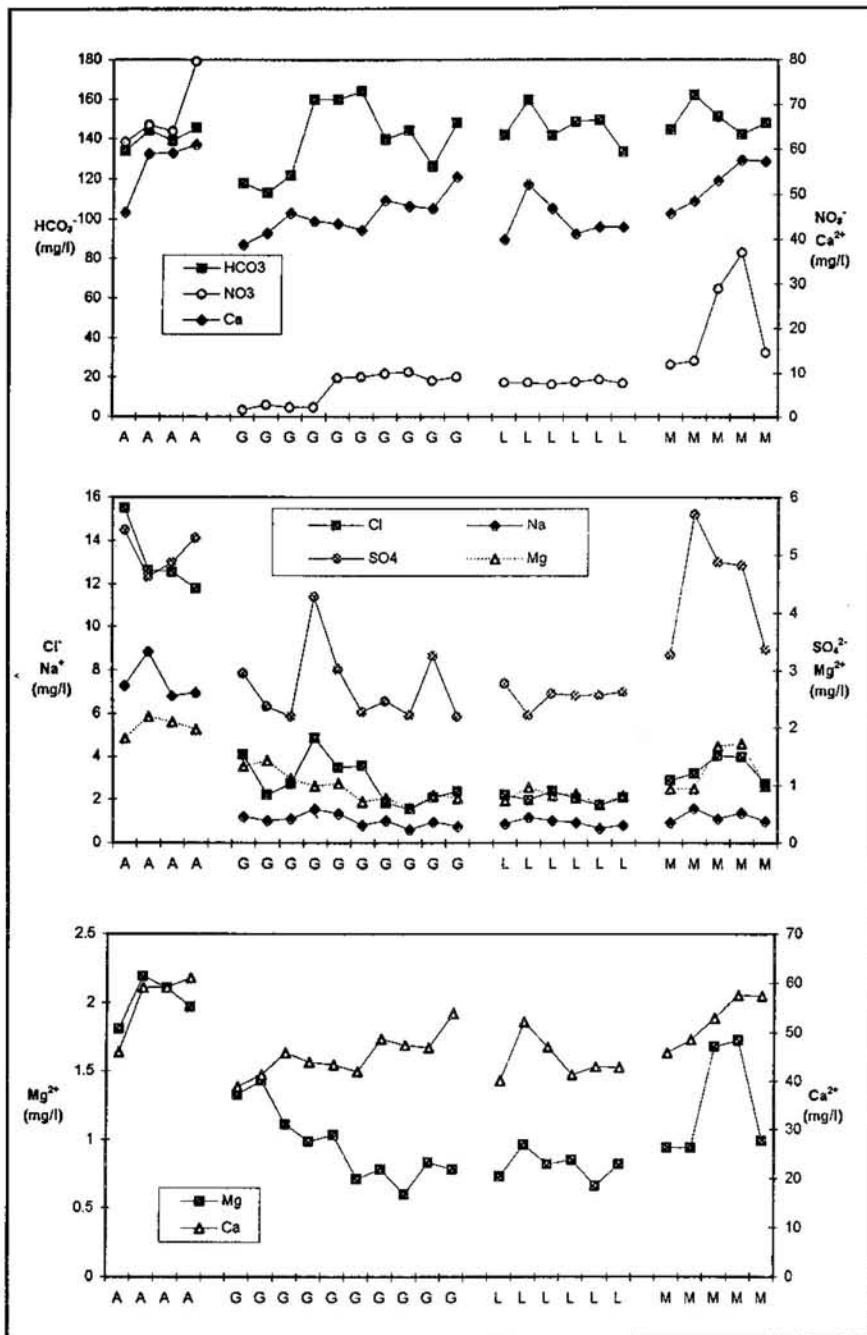 180
160
140
120
100
80
60
40
20
0
HCO₃⁻
(mg/l)
HCO3
NO3
Ca
80
70
60
50
40
30
20
10
0
NO₃⁻
Ca²⁺
(mg/l)
A A A A G G G G G G G G G G L L L L L L M M M M M
16
14
12
10
8
6
4
2
0
Cl⁻
Na⁺
(mg/l)
Cl Na
SO4 Mg
6
5
4
3
2
1
0
SO₄²⁻
Mg²⁺
(mg/l)
A A A A G G G G G G G G G G L L L L L L M M M M M
2.5
2
1.5
1
0.5
0
Mg²⁺
(mg/l)
Mg
Ca
70
60
50
40
30
20
10
0
Ca²⁺
(mg/l)
A A A A G G G G G G G G G G L L L L L L M M M M M